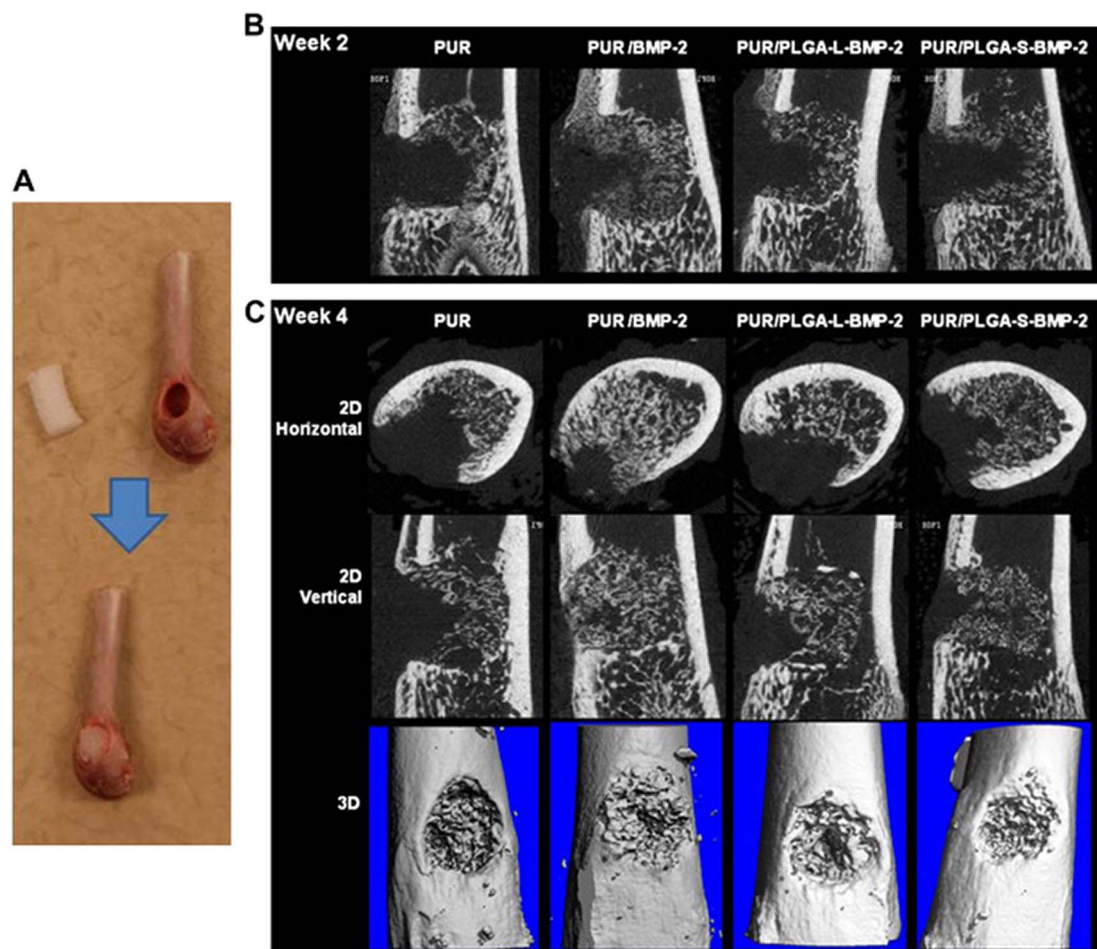 A
B
Week 2
PUR
PUR/BMP-2
PUR/PLGA-L-BMP-2
PUR/PLGA-S-BMP-2
C
Week 4
PUR
PUR/BMP-2
PUR/PLGA-L-BMP-2
PUR/PLGA-S-BMP-2
2D
Horizontal
2D
Vertical
3D